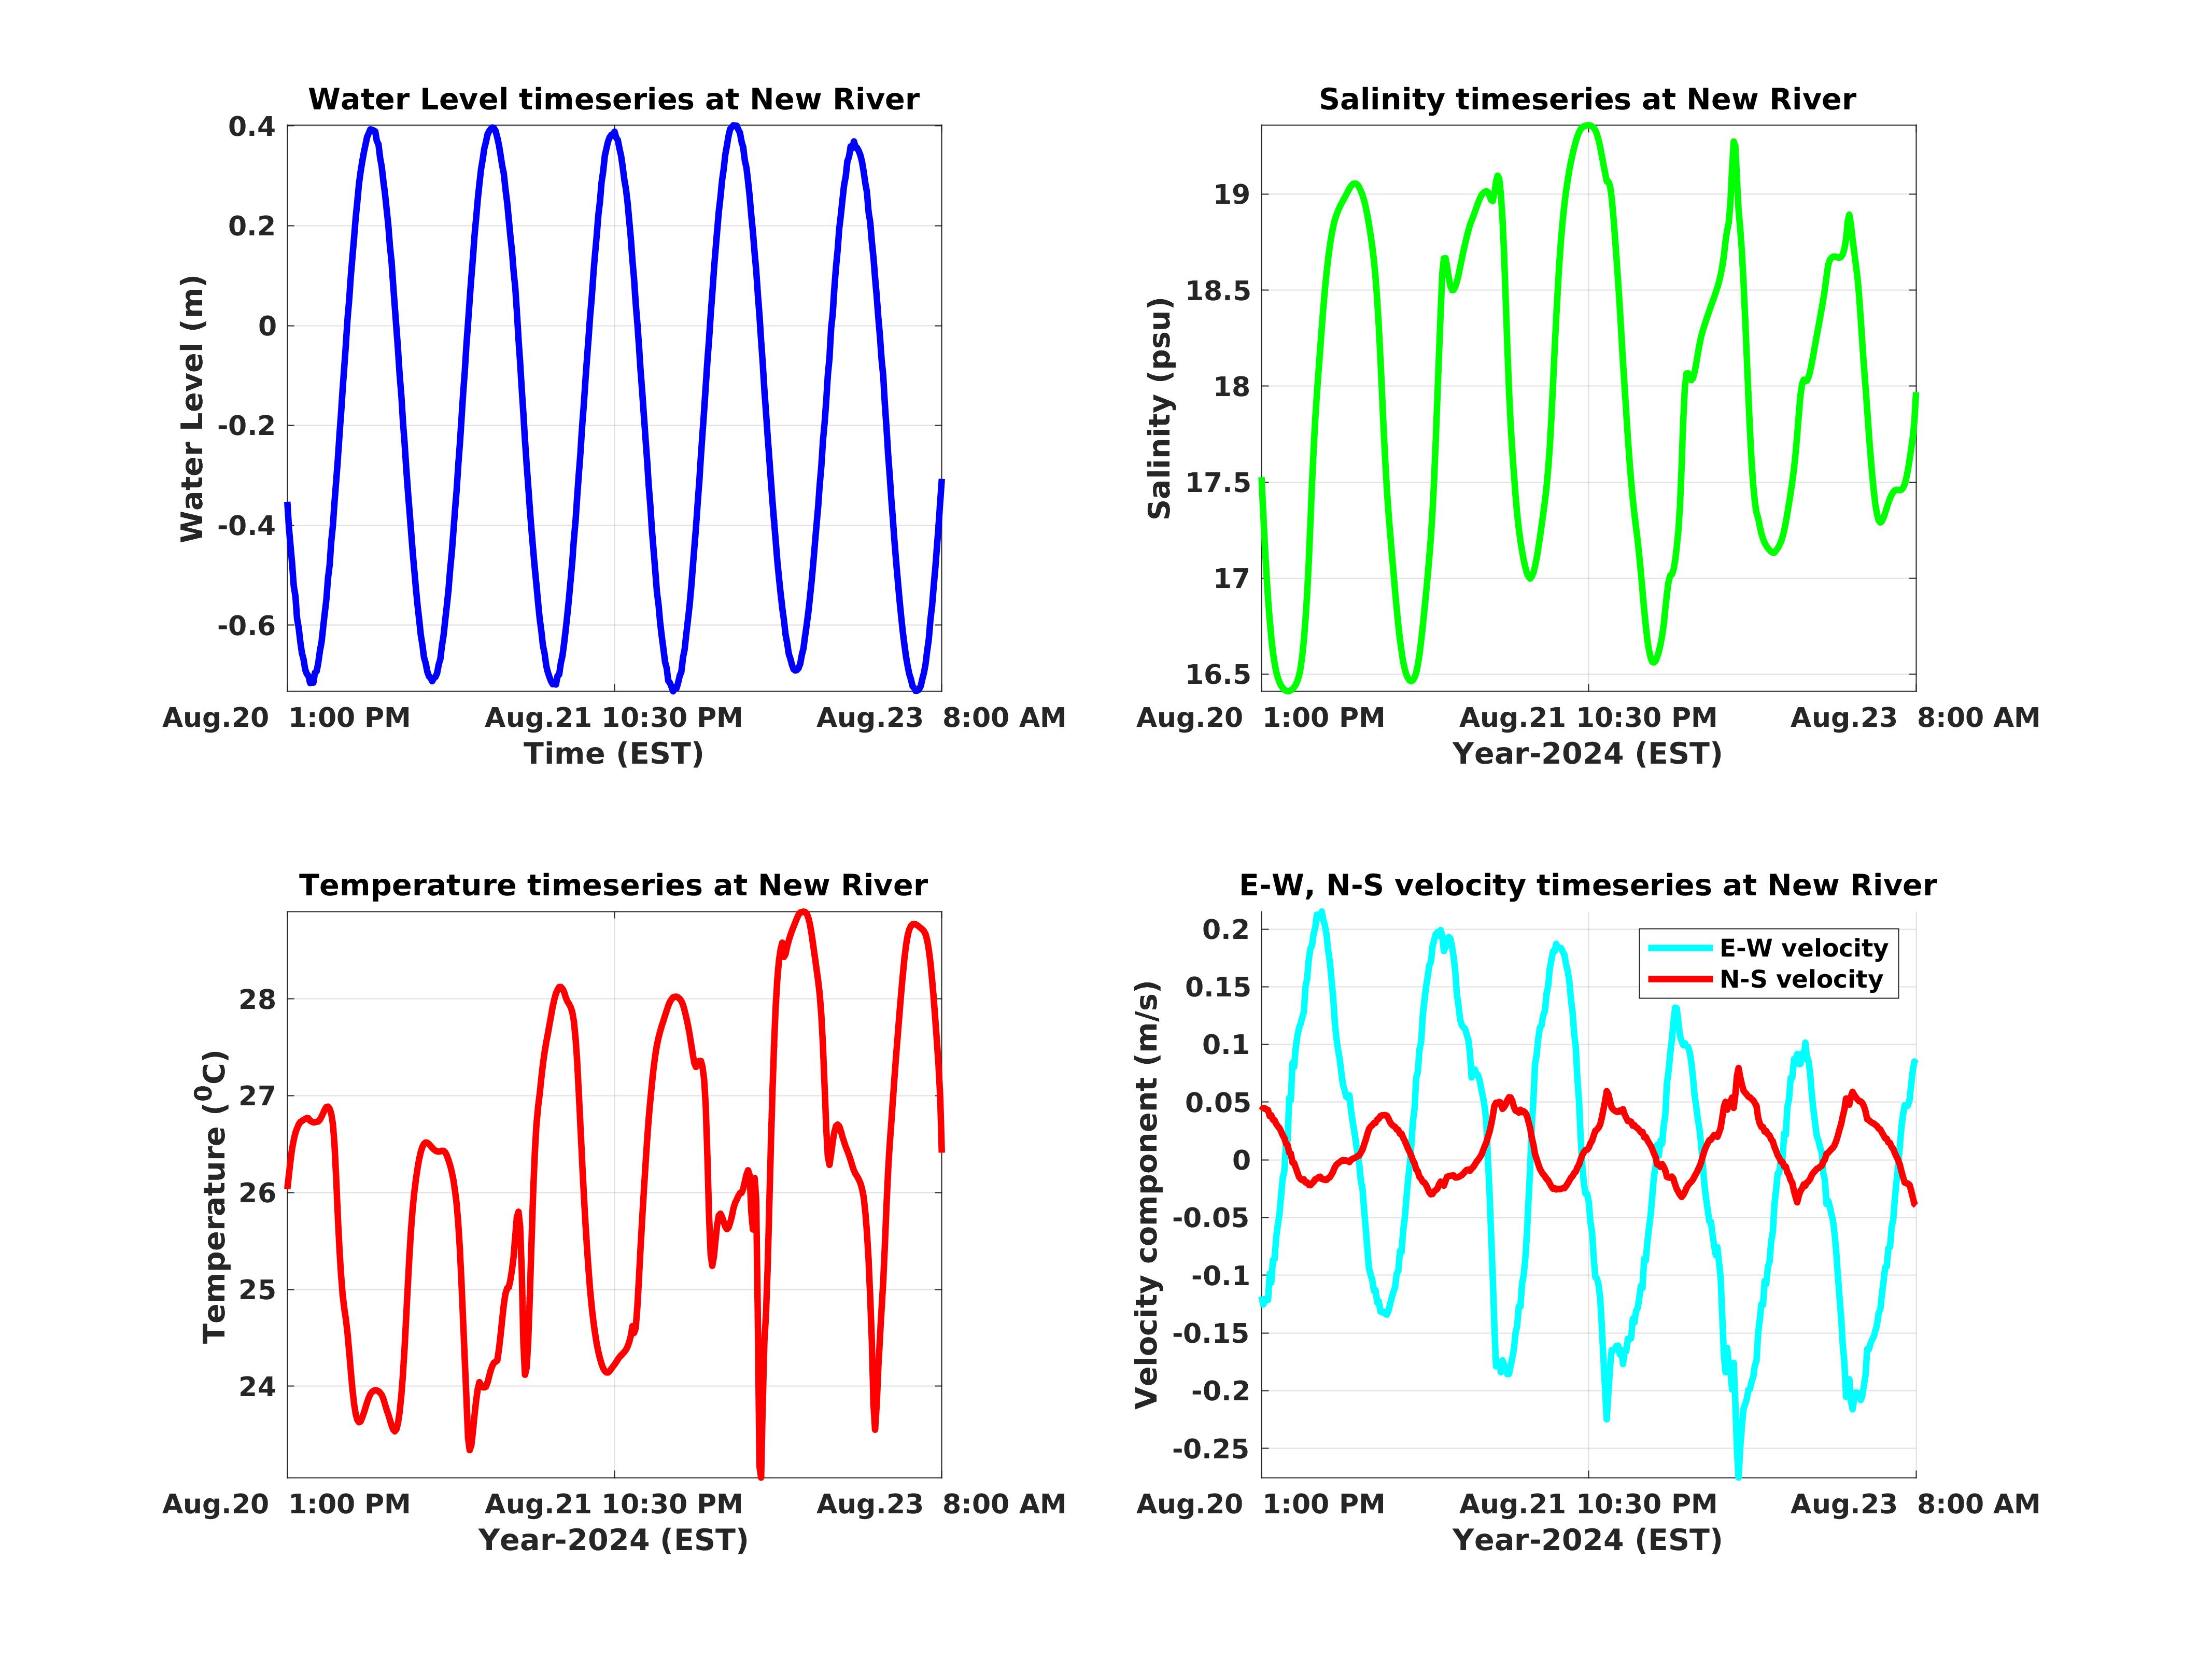 Water Level timeseries at New River
Water Level (m)
0.4
0.2
0
-0.2
-0.4
-0.6
Aug.20  1:00 PM
Aug.21 10:30 PM
Aug.23  8:00 AM
Time (EST)
Salinity timeseries at New River
Salinity (psu)
19
18.5
18
17.5
17
16.5
Aug.20  1:00 PM
Aug.21 10:30 PM
Aug.23  8:00 AM
Year-2024 (EST)
Temperature timeseries at New River
Temperature (⁰C)
28
27
26
25
24
Aug.20  1:00 PM
Aug.21 10:30 PM
Aug.23  8:00 AM
Year-2024 (EST)
E-W, N-S velocity timeseries at New River
Velocity component (m/s)
0.2
0.15
0.1
0.05
0
-0.05
-0.1
-0.15
-0.2
-0.25
E-W velocity
N-S velocity
Aug.20  1:00 PM
Aug.21 10:30 PM
Aug.23  8:00 AM
Year-2024 (EST)